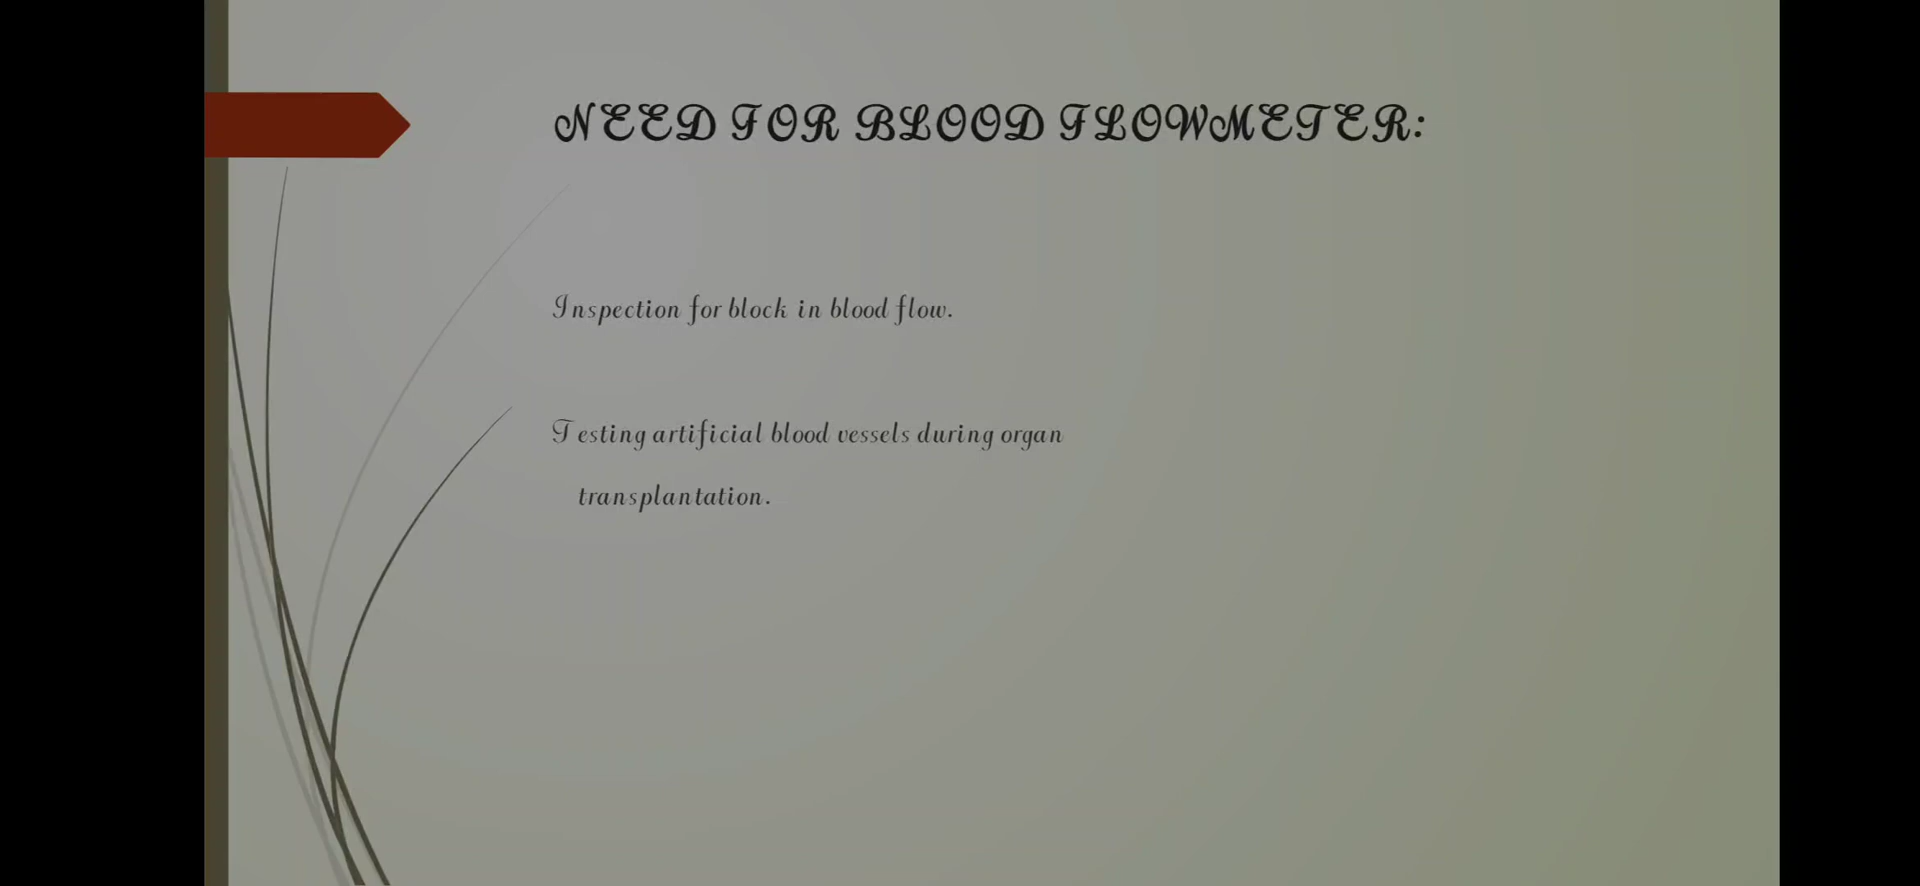 NEED FOR BLOOD FLOWMETER:
Inspection for block in blood flow.
Testing artificial blood vessels during organ
transplantation.